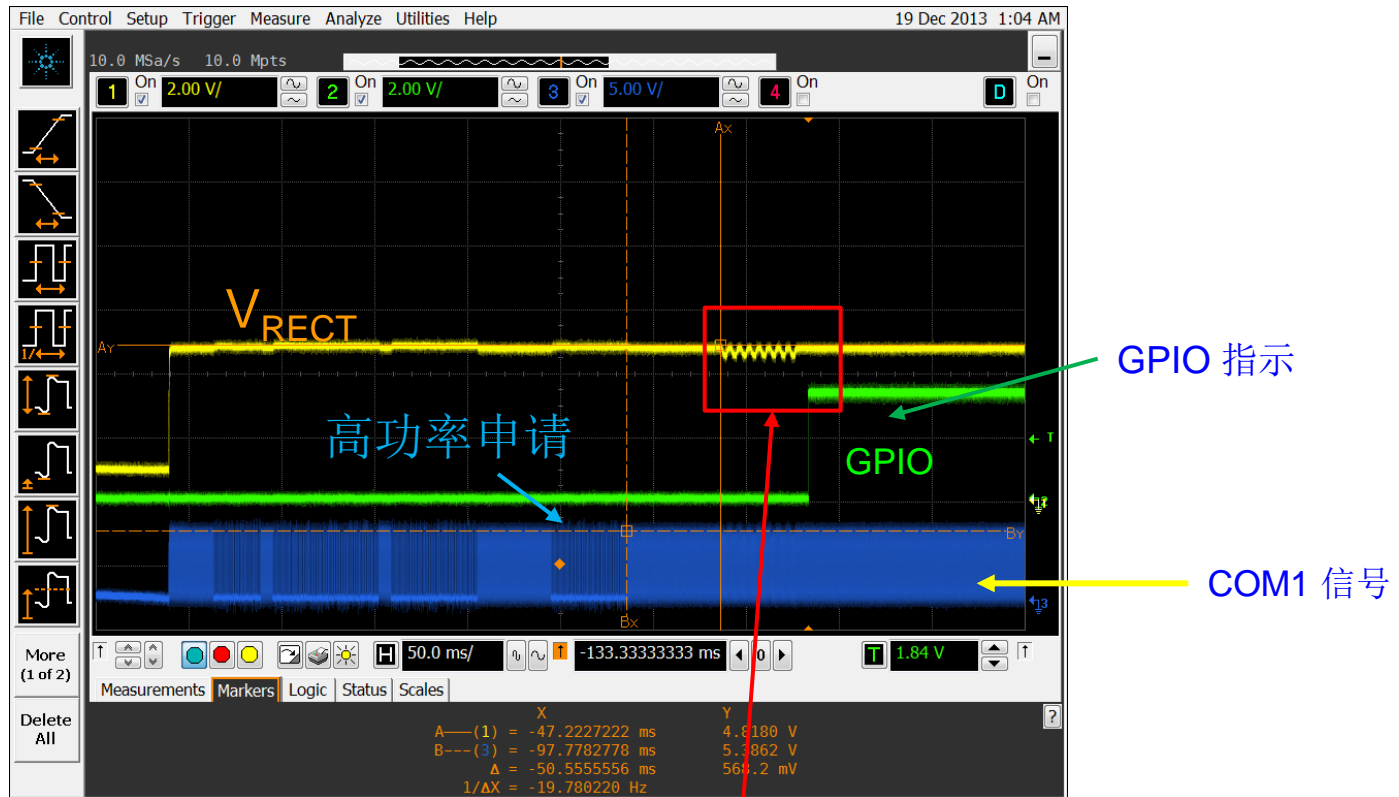 File Control Setup Trigger Measure Analyze Utilities Help 19 Dec 2013 1:04 AM
10.0 MSa/s 10.0 Mpts
1 On 2.00 V/ 2 On 2.00 V/ 3 On 5.00 V/ 4 On D On
Ax
VRECT
Ay
GPIO 指示
高功率申请
T
GPIO
By
COM1 信号
3
Bx
More
(1 of 2)
H 50.0 ms/ -133.33333333 ms 0 T 1.84 V
Measurements Markers Logic Status Scales
Delete
All
?
X Y
A——(1) = -47.2227222 ms 4.8180 V
B---(3) = -97.7782778 ms 5.3862 V
Δ = -50.5555556 ms 568.2 mV
1/ΔX = -19.780220 Hz